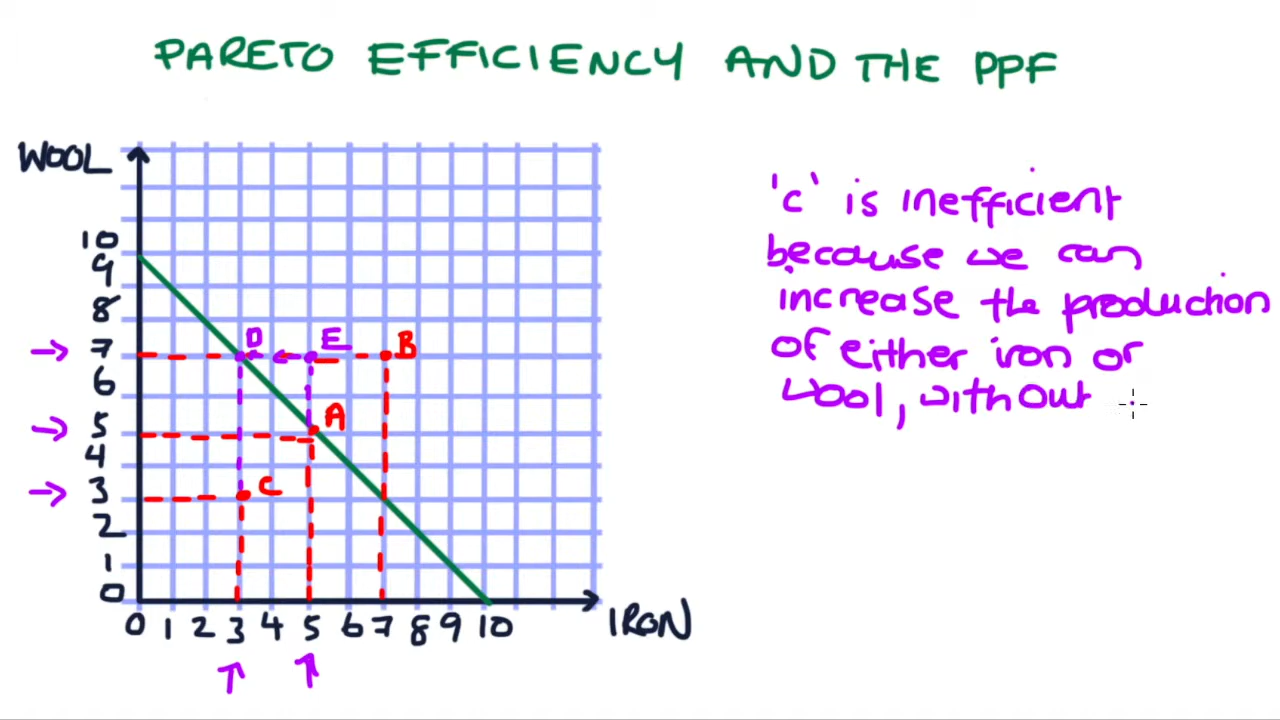 PARETO EFFICIENCY AND THE PPF
WOOL
10
9
8
7
6
5
4
3
2
1
0
D E B
A
C
0 1 2 3 4 5 6 7 8 9 10 IRON
'c' is inefficient
because we can
increase the production
of either iron or
wool, without